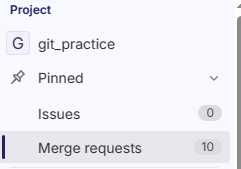 Project
G git_practice
Pinned
Issues 0
Merge requests 10